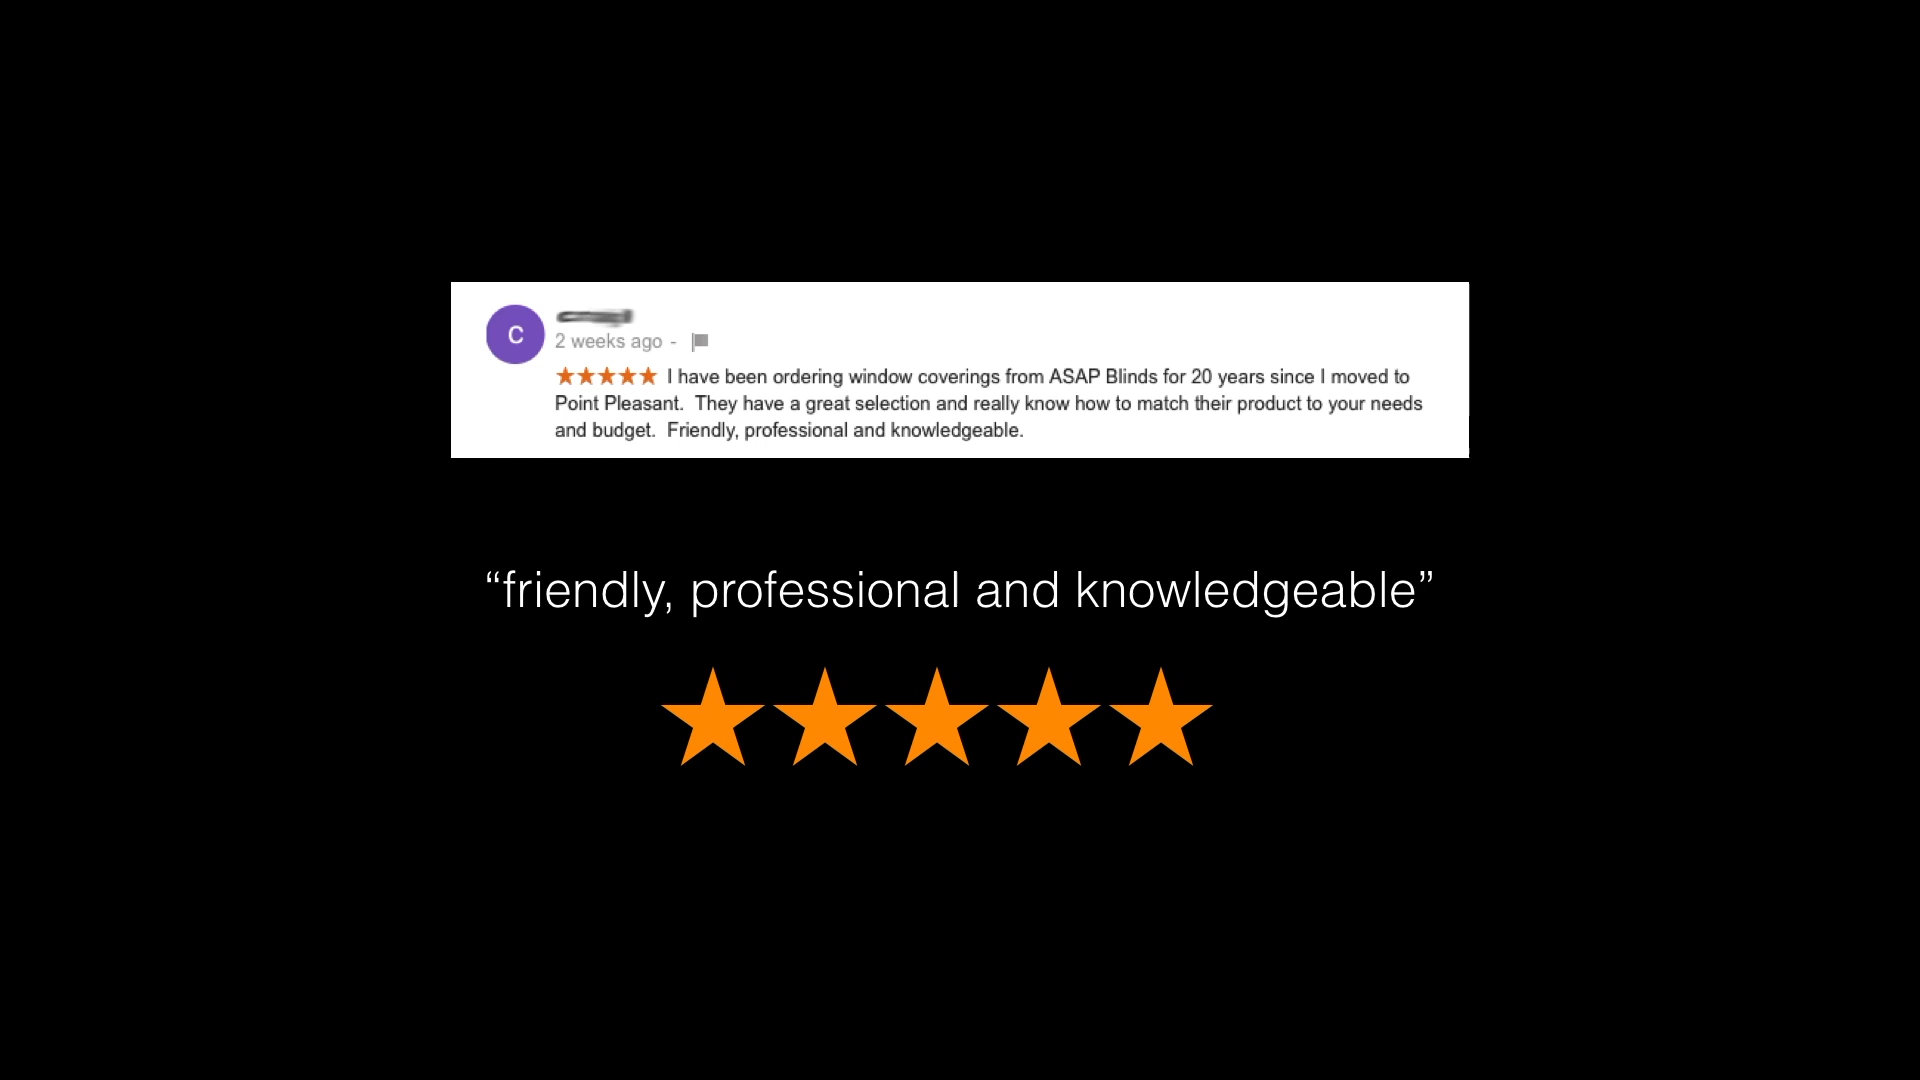 C
2 weeks ago -
★★★★★ I have been ordering window coverings from ASAP Blinds for 20 years since I moved to
Point Pleasant.  They have a great selection and really know how to match their product to your needs
and budget.  Friendly, professional and knowledgeable.
“friendly, professional and knowledgeable”